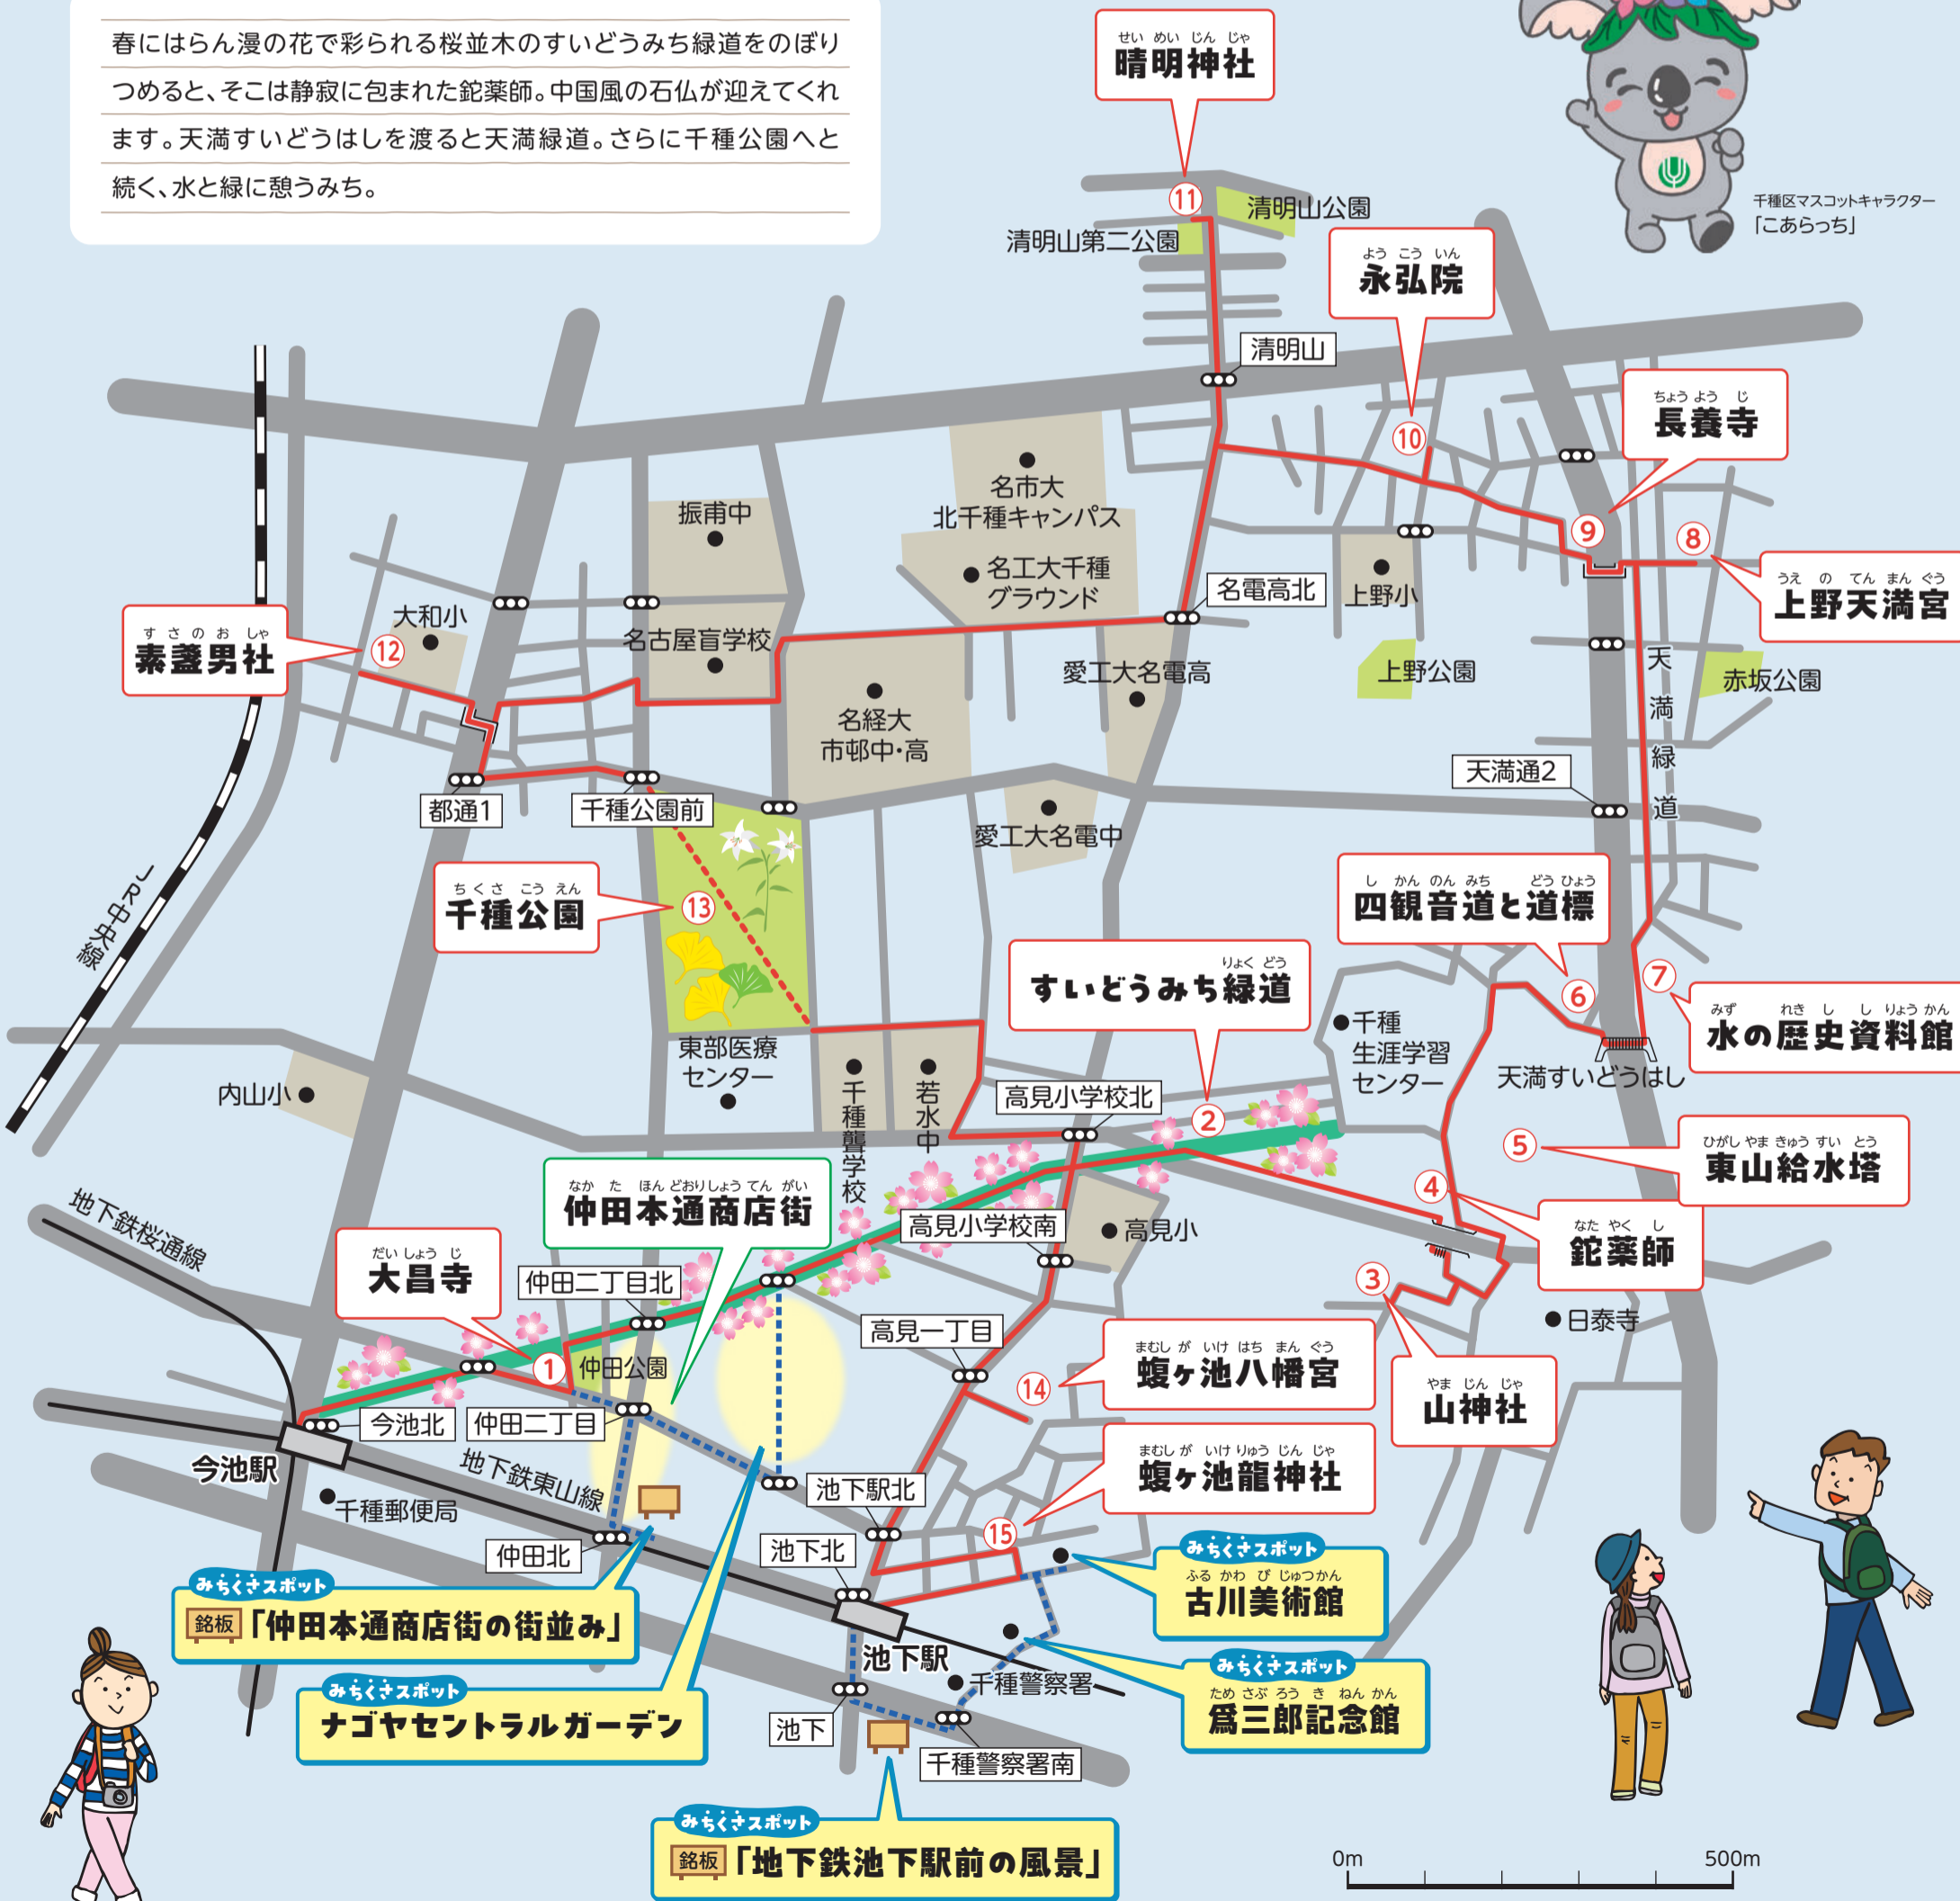 春にはらん漫の花で彩られる桜並木のすいどうみち緑道をのぼり
つめると、そこは静寂に包まれた鉈薬師。中国風の石仏が迎えてくれ
ます。天満すいどうはしを渡ると天満緑道。さらに千種公園へと
続く、水と緑に憩うみち。
せい めい じん じゃ
晴明神社
千種区マスコットキャラクター
「こあらっち」
⑪
清明山公園
清明山第二公園
よう こう いん
永弘院
清明山
ちょう よう じ
長養寺
⑩
名市大
北千種キャンパス
振甫中
⑨
⑧
名工大千種
グラウンド
名電高北
上野小
うえ の てん まん ぐう
上野天満宮
す さ の お しゃ
素盞男社
⑫
大和小
名古屋盲学校
愛工大名電高
上野公園
天満緑道
赤坂公園
名経大
市邨中・高
天満通2
都通1
千種公園前
愛工大名電中
JR中央線
ち く さ こう えん
千種公園
⑬
し かん のん みち どう ひょう
四観音道と道標
りょく どう
すいどうみち緑道
⑥
⑦
みず れき し し りょう かん
水の歴史資料館
千種
生涯学習
センター
天満すいどうはし
東部医療
センター
内山小
千種聾学校
若水中
高見小学校北
②
⑤
ひがし やま きゅう すい とう
東山給水塔
④
なた やく し
鉈薬師
地下鉄桜通線
なか た ほん どおり しょう てん がい
仲田本通商店街
高見小学校南
高見小
だい しょう じ
大昌寺
仲田二丁目北
③
日泰寺
高見一丁目
①
仲田公園
まむし が いけ はち まん ぐう
蝮ヶ池八幡宮
⑭
やま じん じゃ
山神社
今池北
仲田二丁目
今池駅
地下鉄東山線
まむし が いけ りゅう じん じゃ
蝮ヶ池龍神社
池下駅北
千種郵便局
⑮
仲田北
池下北
みちくさスポット
ふる かわ び じゅつ かん
古川美術館
みちくさスポット
銘板「仲田本通商店街の街並み」
池下駅
みちくさスポット
ため さぶ ろう き ねん かん
爲三郎記念館
千種警察署
みちくさスポット
ナゴヤセントラルガーデン
池下
千種警察署南
みちくさスポット
銘板「地下鉄池下駅前の風景」
0m 500m